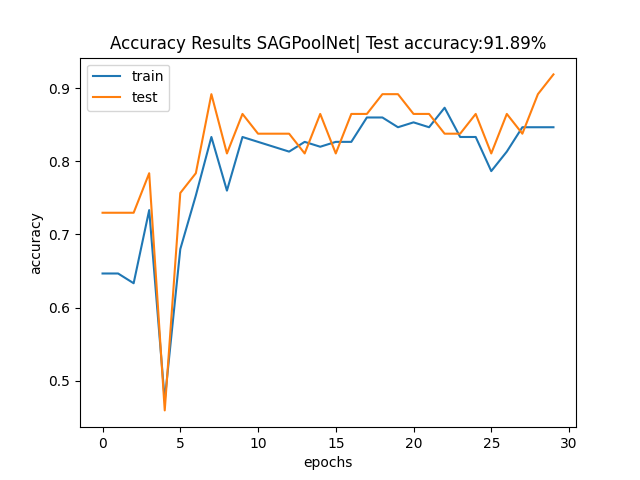 Accuracy Results SAGPoolNet| Test accuracy:91.89%
train
test
0.9
0.8
0.7
0.6
0.5
accuracy
0 5 10 15 20 25 30
epochs